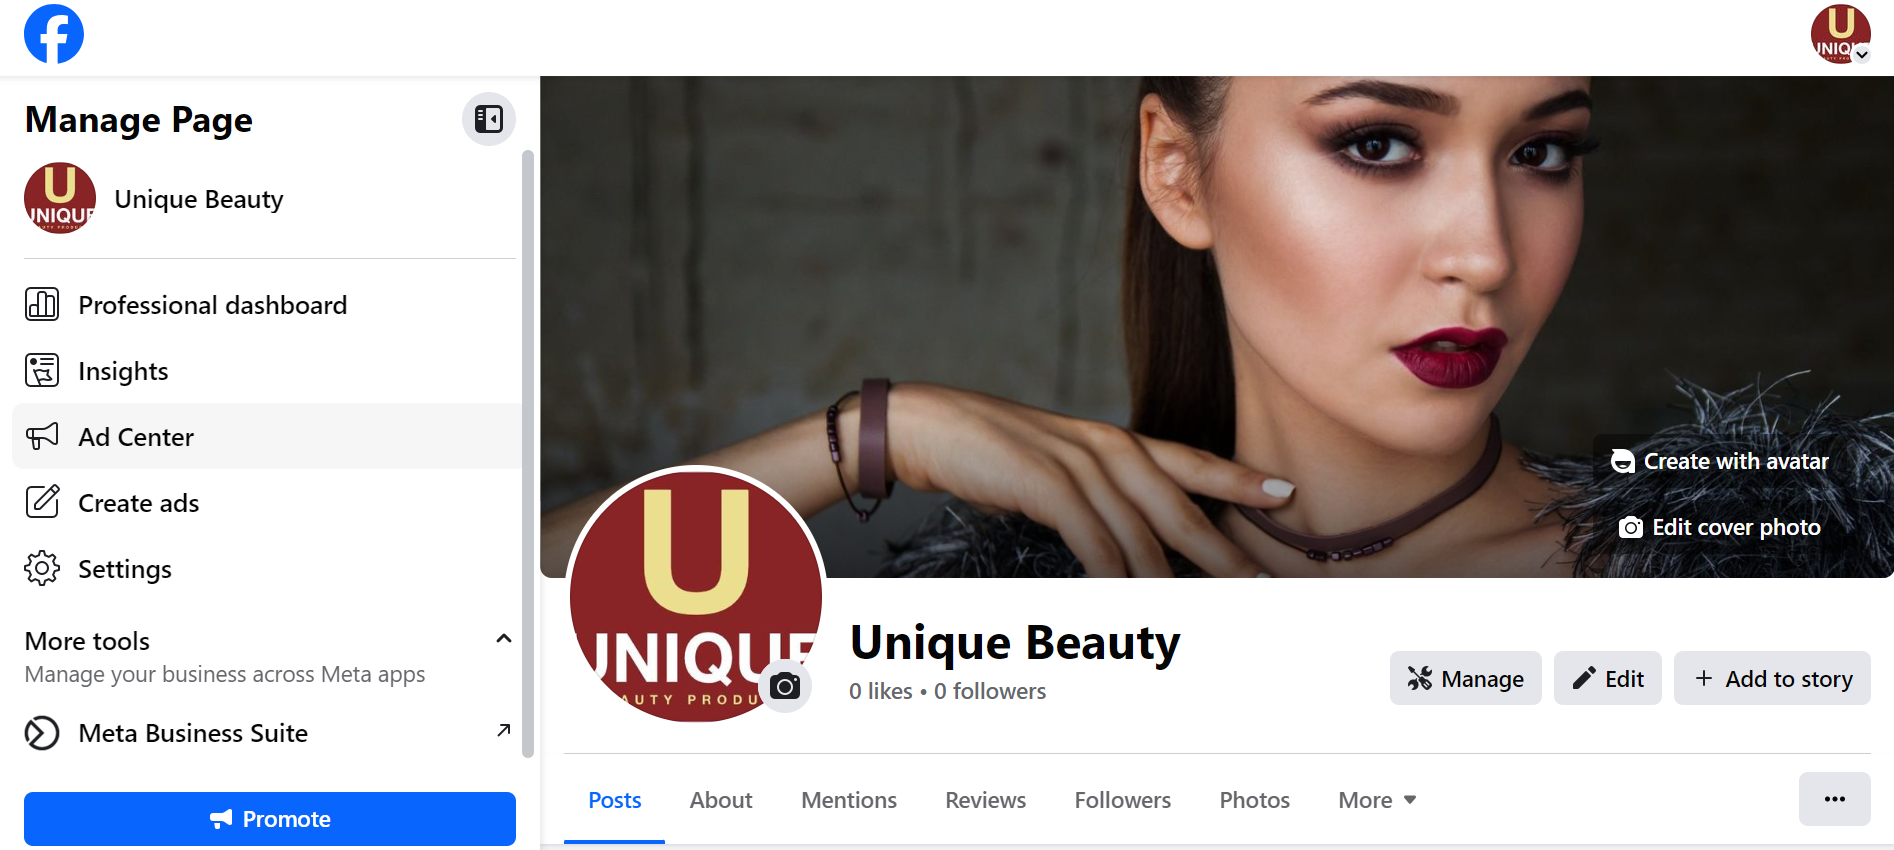 U
UNIQU
Manage Page
U
UNIQUE
Unique Beauty
Professional dashboard
Insights
Ad Center
Create ads
Settings
More tools
Manage your business across Meta apps
Meta Business Suite
Promote
Create with avatar
Edit cover photo
U
UNIQUE
AUTY PRODU
Unique Beauty
0 likes • 0 followers
Manage
Edit
+ Add to story
Posts About Mentions Reviews Followers Photos More